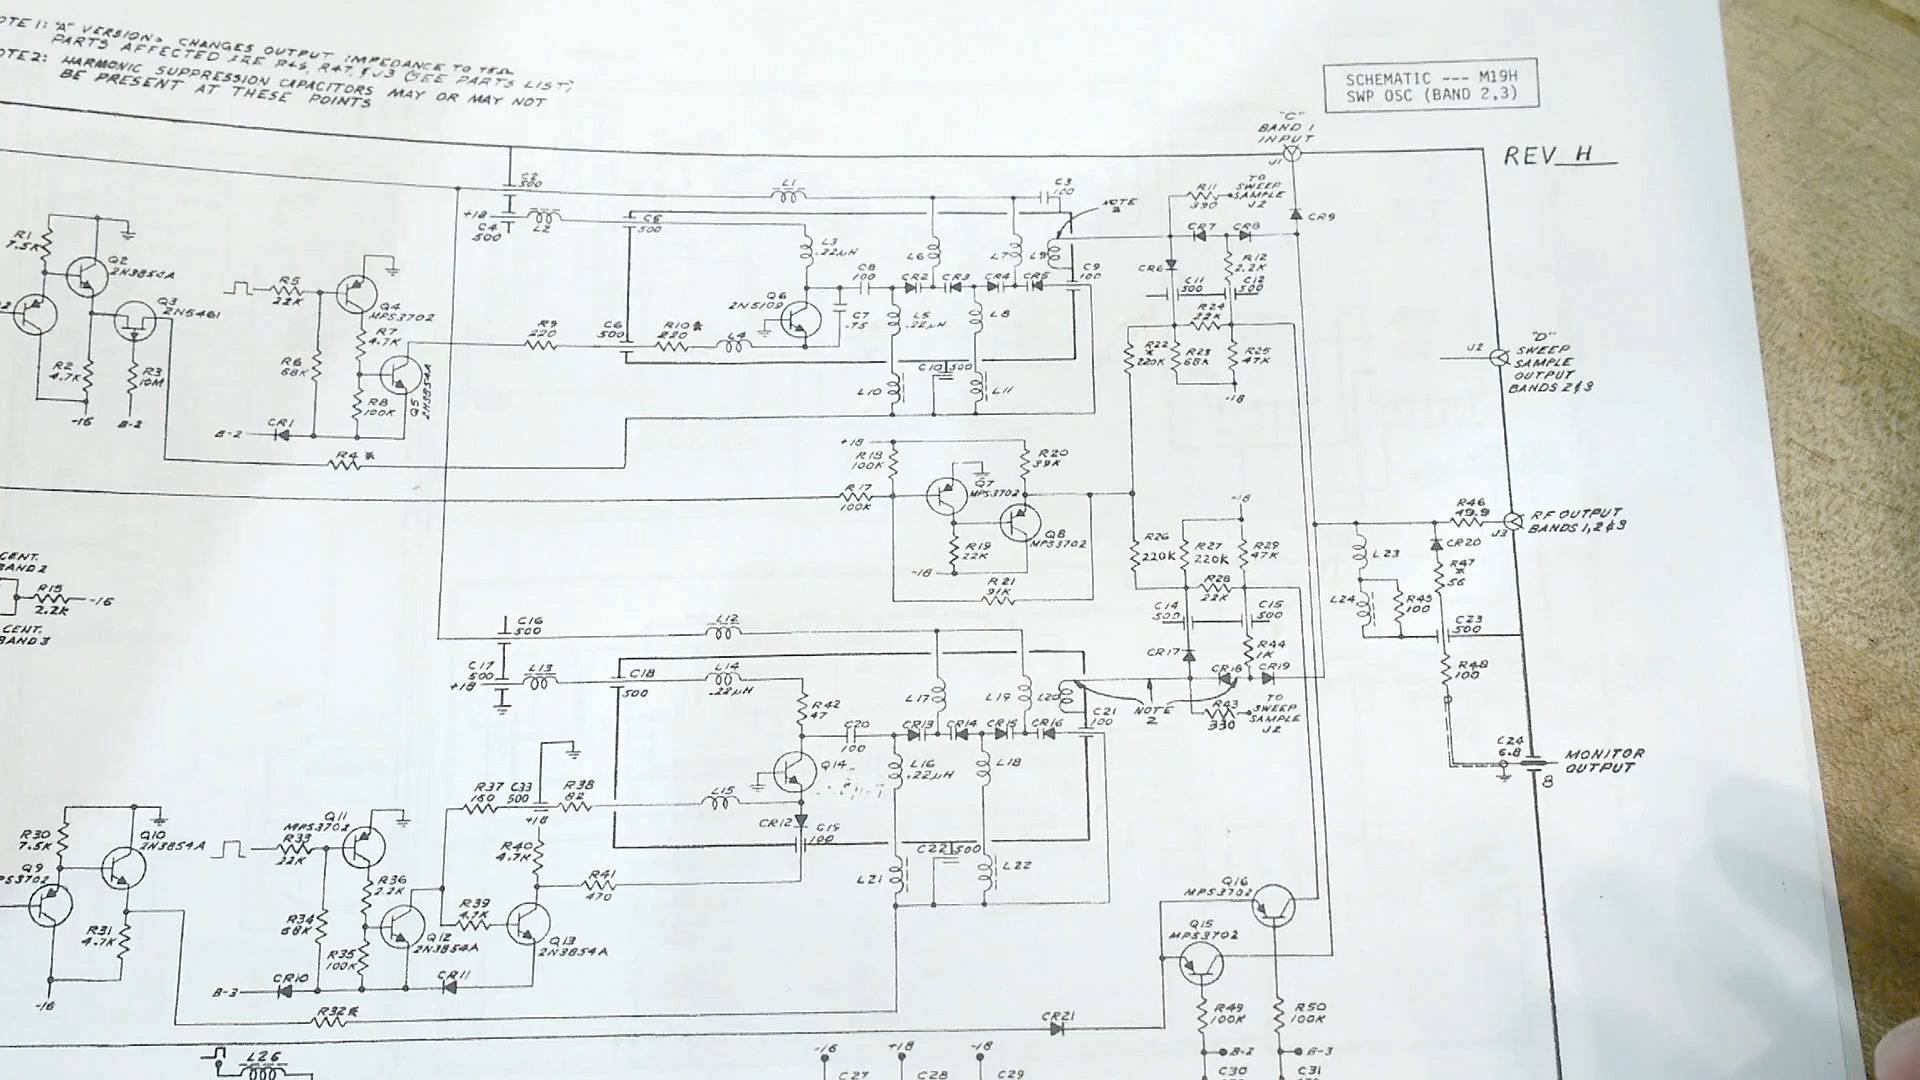 NOTE 1: "A" VERSIONS CHANGES OUTPUT IMPEDANCE TO 75Ω
PARTS AFFECTED ARE R46, R47, & J3 (SEE PARTS LIST)
NOTE 2: HARMONIC SUPPRESSION CAPACITORS MAY OR MAY NOT
BE PRESENT AT THESE POINTS
SCHEMATIC --- M19H
SWP OSC (BAND 2,3)
REV H
"C"
BAND 1
INPUT
J1
C2
500
L1
C3
100
NOTE
2
R11
390
TO
SWEEP
SAMPLE
J2
CR9
+18
C4
500
L2
C6
500
L3
.22µH
L6
L7
L9
CR7
CR8
R1
7.5K
Q2
2N3854A
R5
22K
Q4
MPS3702
Q3
2N5461
C8
100
CR2
CR3
CR4
CR5
C9
100
CR6
R12
2.2K
C11
500
C12
500
Q6
2N5109
C7
.75
L5
.22µH
L8
R24
22K
R7
4.7K
R9
220
C6
500
R10*
220
L4
R2
4.7K
R3
10M
R6
68K
Q5
2N3854A
R8
100K
R22
*
220K
R23
68K
R25
47K
C10
500
L10
L11
-18
-16
B-2
B-2
CR1
R4 *
J2
"D"
SWEEP
SAMPLE
OUTPUT
BANDS 2&3
+18
R18
100K
R20
39K
Q7
MPS3702
R17
100K
Q8
MPS3702
R19
22K
-18
R21
91K
-18
R26
220K
R27
220K
R29
47K
R28
22K
R46
49.9
RF OUTPUT
BANDS 1,2&3
J3
CR20
R47
*
56
L23
L24
R45
100
C23
500
R48
100
CENT.
BAND 2
R15
2.2K
-16
CENT.
BAND 3
C14
500
C15
500
R44
1K
CR17
CR18
CR19
C16
500
L12
C17
500
+18
L13
C18
500
L14
.22µH
L17
L19
L20
C21
100
NOTE
2
R43
330
TO
SWEEP
SAMPLE
J2
R42
47
C20
100
CR13
CR14
CR15
CR16
Q14
L16
.22µH
L18
L24
6.8
8
MONITOR
OUTPUT
R37
160
C33
500
R38
82
L15
+18
CR12
C19
100
R30
7.5K
Q10
2N3854A
Q11
MPS3702
R33
22K
R40
4.7K
R41
470
C22
500
L21
L22
Q9
R36
2.2K
R39
4.7K
R31
4.7K
R34
68K
R35
100K
Q12
2N3854A
Q13
2N3854A
Q16
MPS3702
Q15
MPS3702
-16
B-3
CR10
CR11
R32*
CR21
R49
100K
R50
100K
B-2
B-3
C30
C31
L26
-16
+18
-18
C27
C28
C29